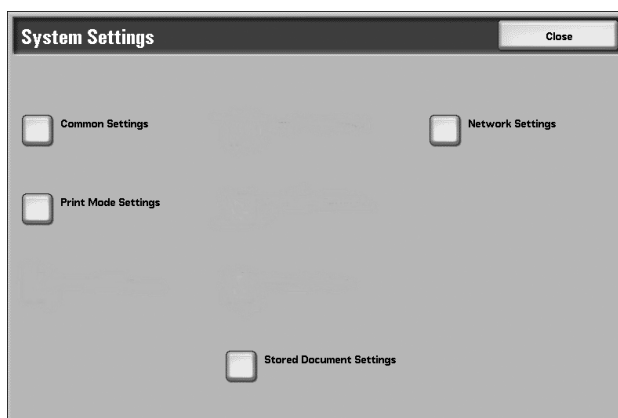 System Settings
Close
Common Settings
Network Settings
Print Mode Settings
Stored Document Settings